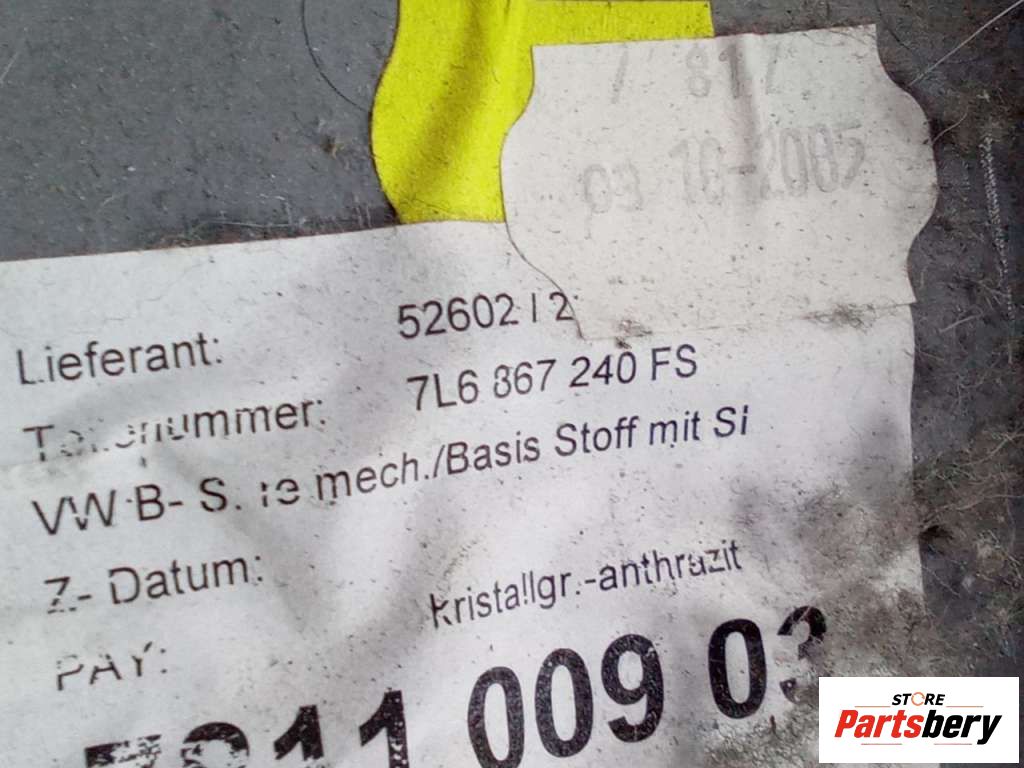 7 817
03 10-2005
Lieferant: 52602 / 2
7L6 867 240 FS
VW B- mech./Basis Stoff mit Si
Z.- Datum:
kristallgr.-anthrazit
PAY:
009 03
STORE
Partsbery